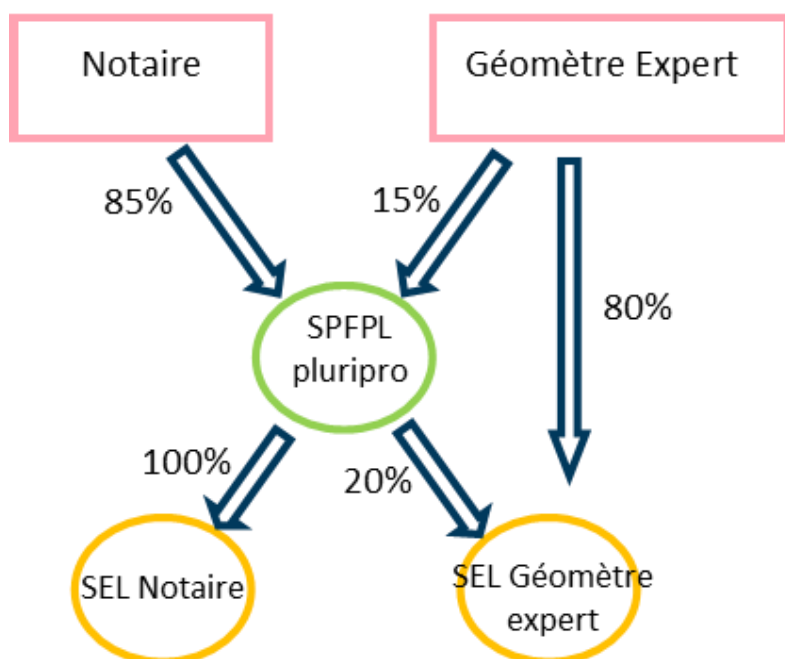 Notaire
Géomètre Expert
85%
15%
80%
SPFPL
pluripro
100%
20%
SEL Notaire
SEL Géomètre
expert